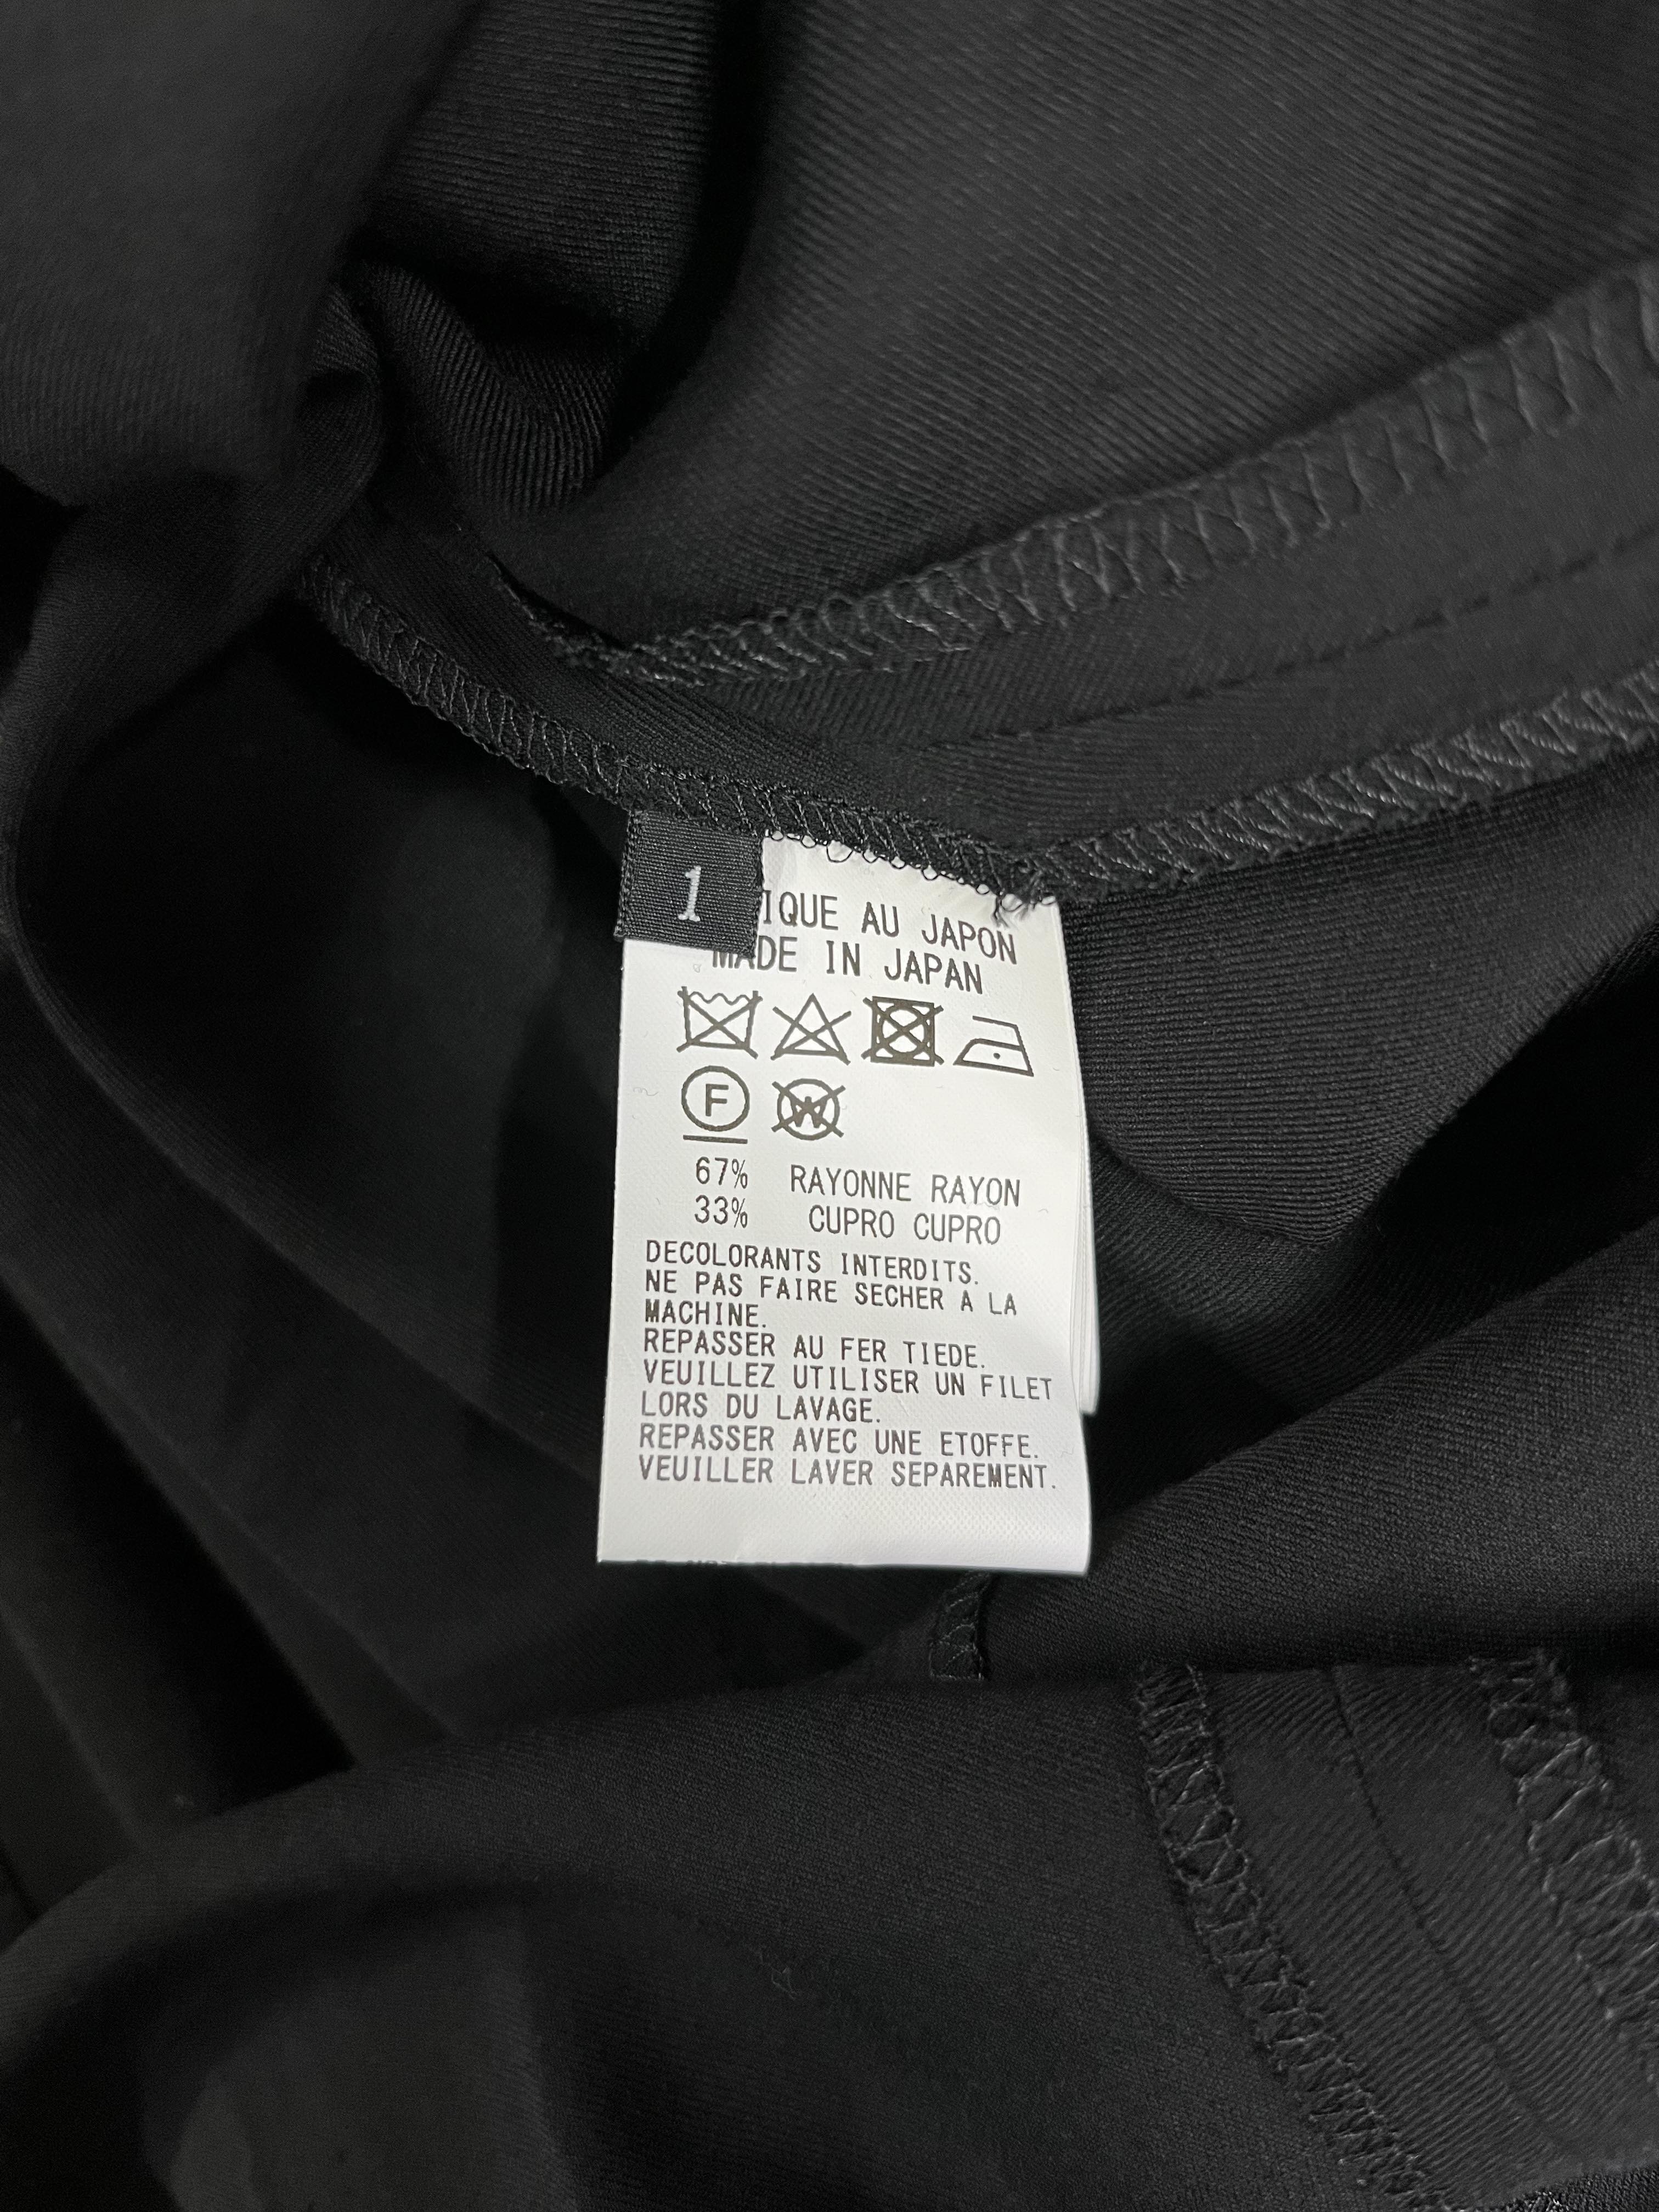 1
IQUE AU JAPON
MADE IN JAPAN
F W
67% RAYONNE RAYON
33% CUPRO CUPRO
DECOLORANTS INTERDITS.
NE PAS FAIRE SECHER A LA
MACHINE.
REPASSER AU FER TIEDE.
VEUILLEZ UTILISER UN FILET
LORS DU LAVAGE.
REPASSER AVEC UNE ETOFFE.
VEUILLER LAVER SEPAREMENT.